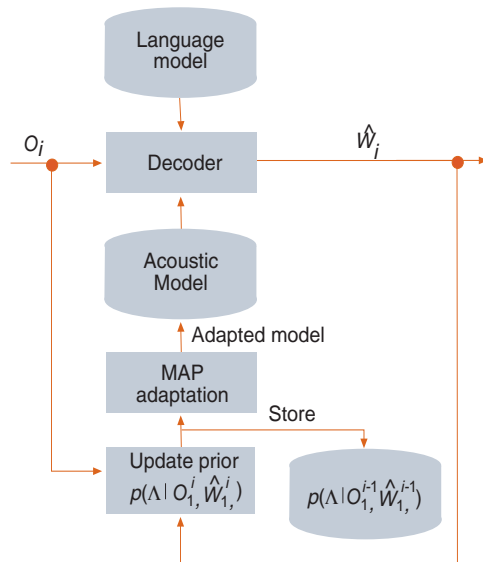 Language
model
O_i
Decoder
Ŵ_i
Acoustic
Model
Adapted model
MAP
adaptation
Store
Update prior
p(Λ | O_1^i, Ŵ_1^i,)
p(Λ | O_1^{i-1}, Ŵ_1^{i-1},)